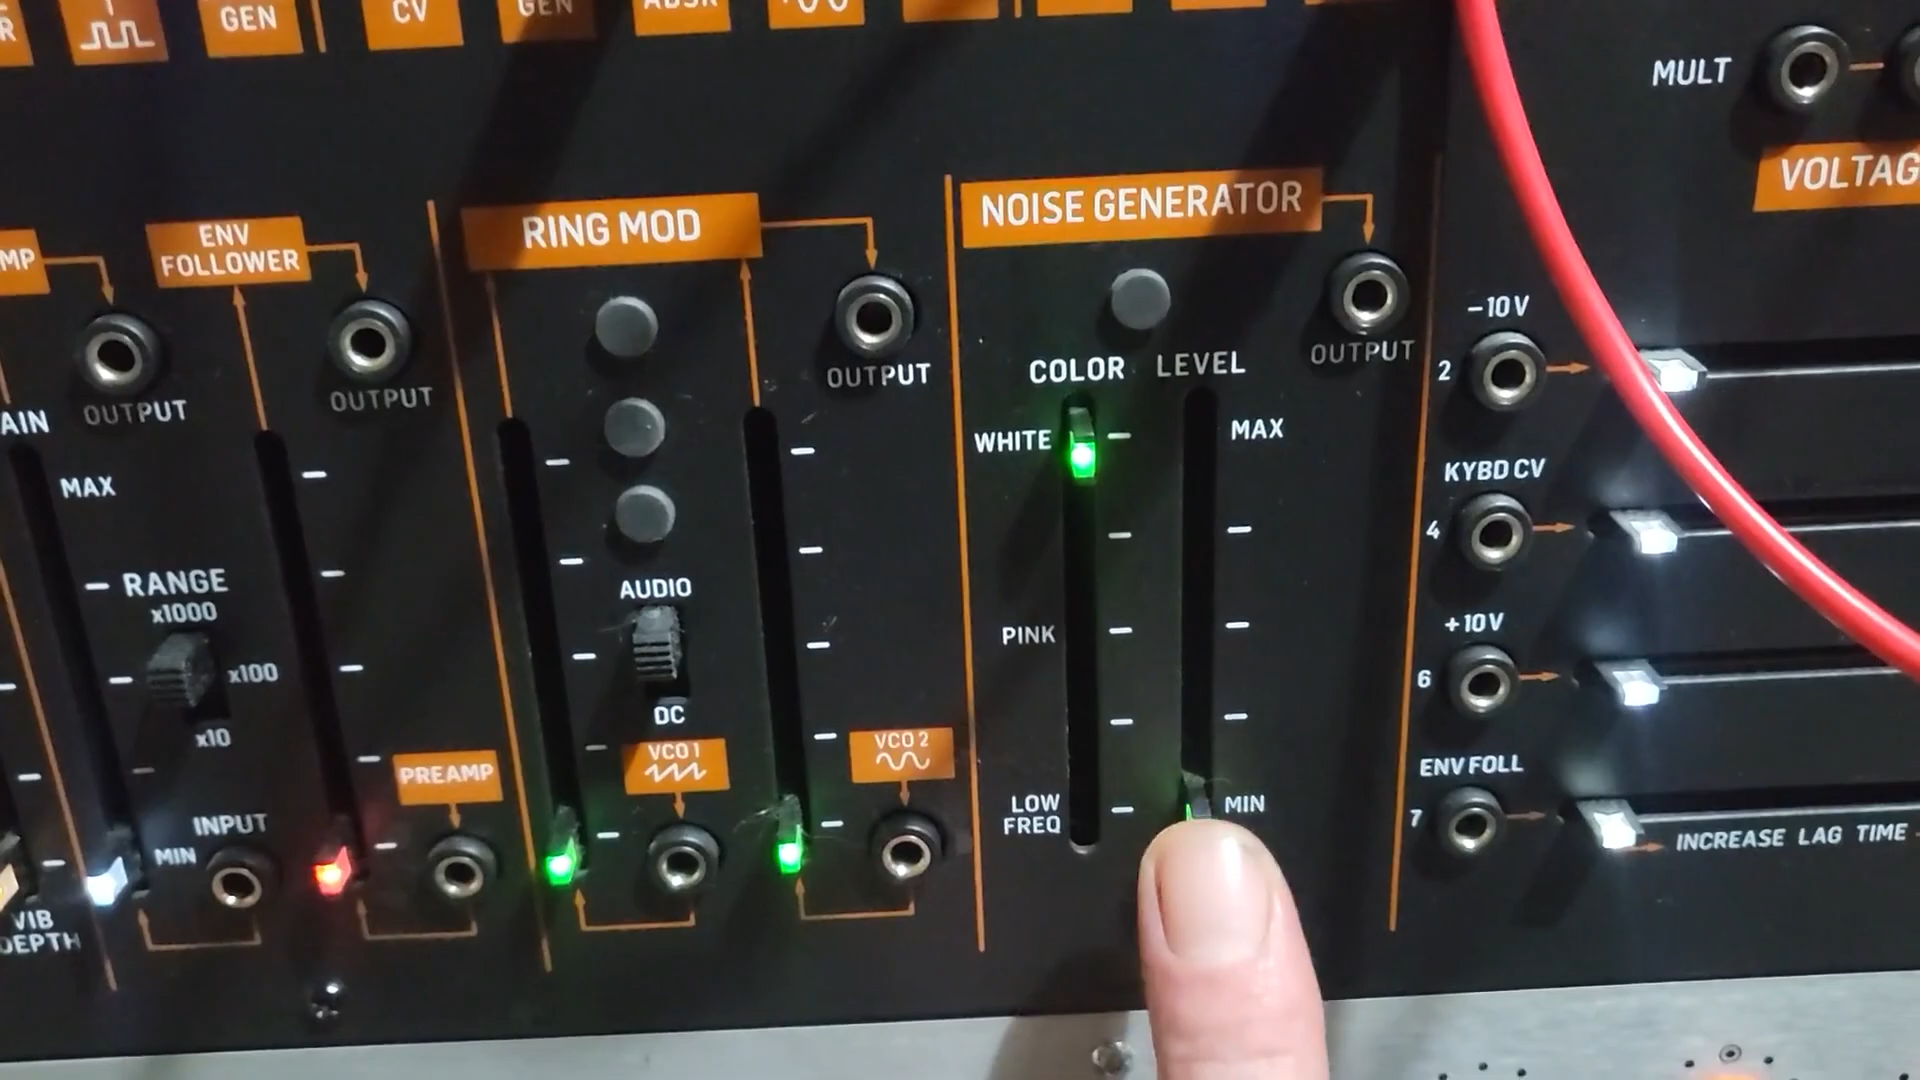 R
GEN
CV
GEN
ADSR
MULT
VOLTAG
MP
ENV
FOLLOWER
RING MOD
NOISE GENERATOR
OUTPUT
OUTPUT
OUTPUT
OUTPUT
AIN
MAX
RANGE
x1000
x100
x10
INPUT
MIN
VIB
DEPTH
PREAMP
AUDIO
DC
VCO 1
VCO 2
COLOR
LEVEL
WHITE
MAX
PINK
LOW
FREQ
MIN
-10V
2
KYBD CV
4
+10V
6
ENV FOLL
7
INCREASE LAG TIME